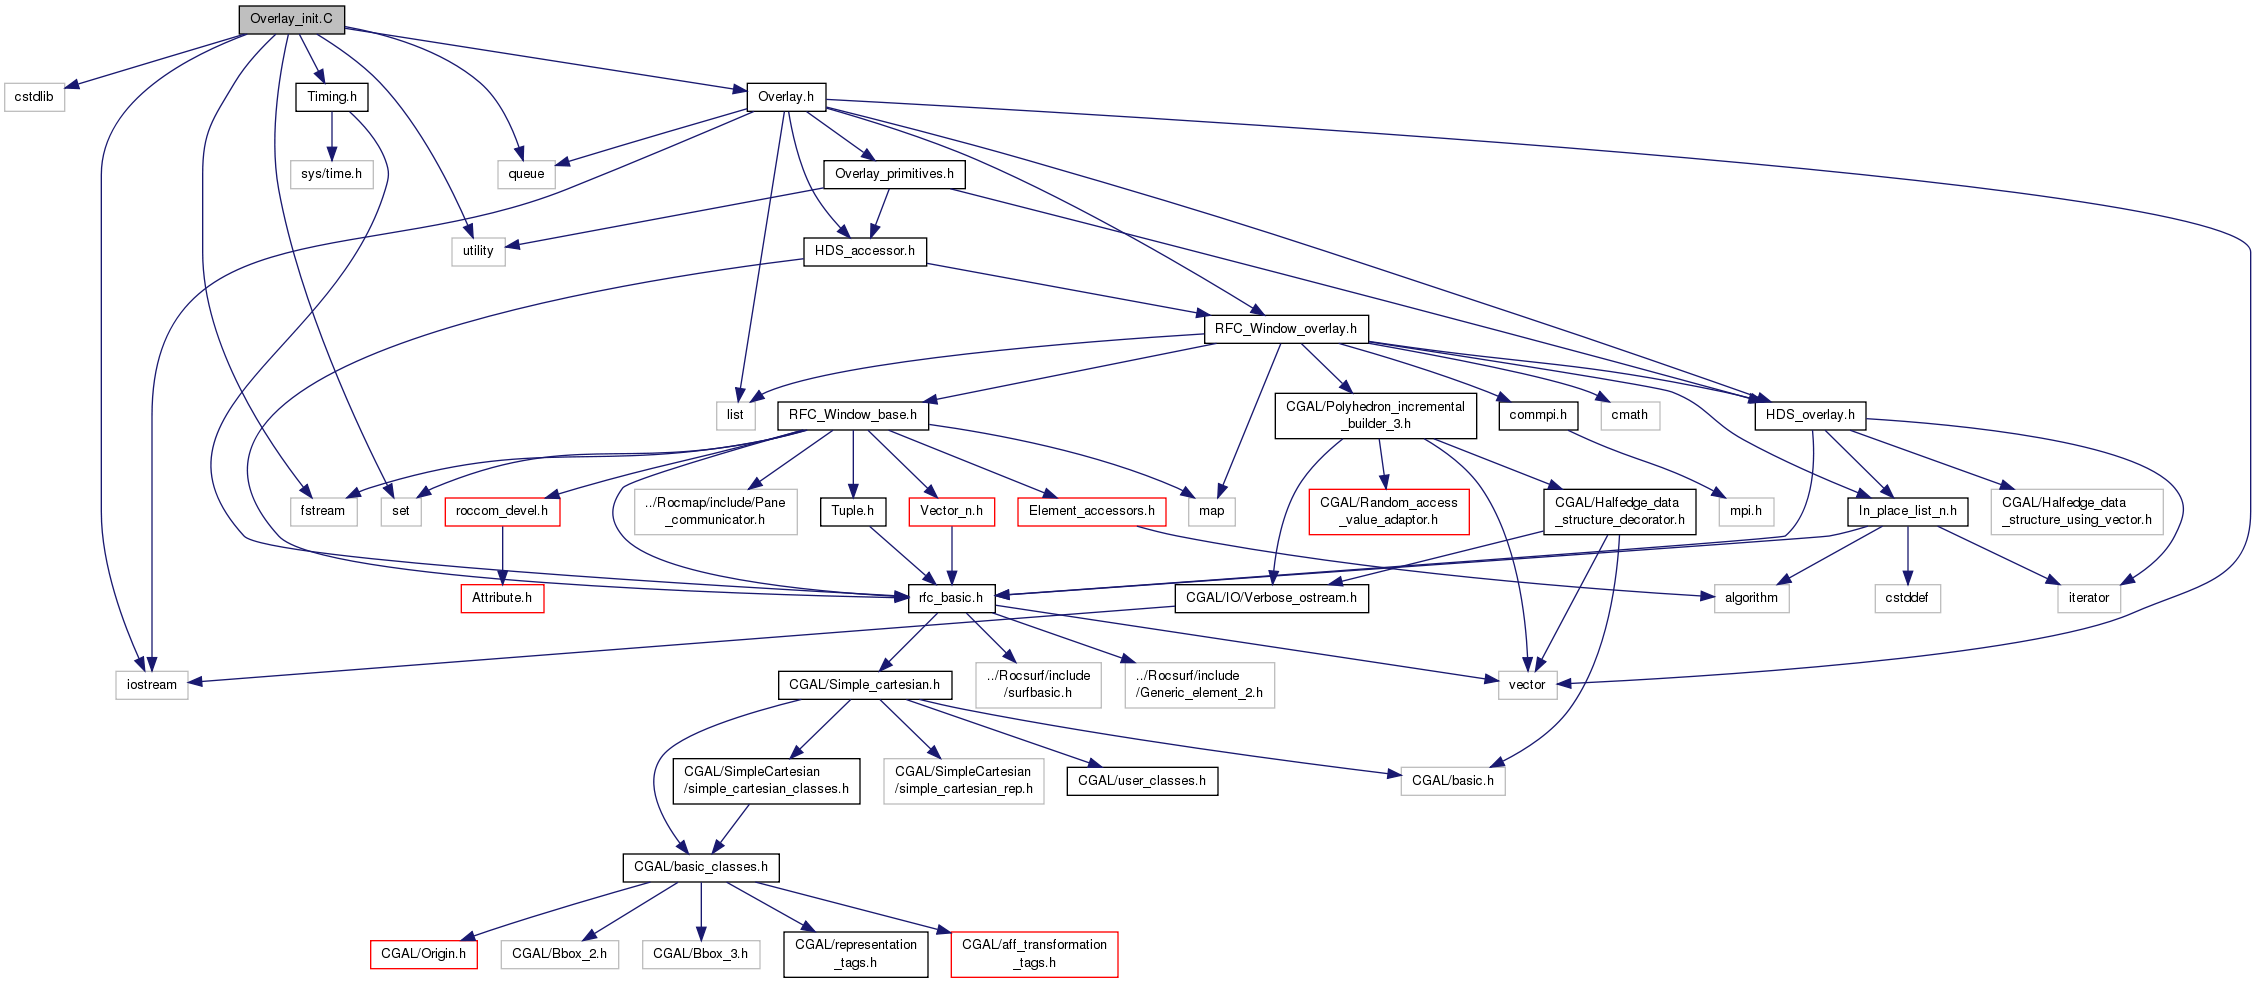 Overlay_init.C
cstdlib
Timing.h
Overlay.h
sys/time.h
queue
Overlay_primitives.h
utility
HDS_accessor.h
RFC_Window_overlay.h
list
RFC_Window_base.h
CGAL/Polyhedron_incremental
_builder_3.h
commpi.h
cmath
HDS_overlay.h
fstream
set
roccom_devel.h
../Rocmap/include/Pane
_communicator.h
Tuple.h
Vector_n.h
Element_accessors.h
map
CGAL/Random_access
_value_adaptor.h
CGAL/Halfedge_data
_structure_decorator.h
mpi.h
In_place_list_n.h
CGAL/Halfedge_data
_structure_using_vector.h
Attribute.h
rfc_basic.h
CGAL/IO/Verbose_ostream.h
algorithm
cstddef
iterator
iostream
CGAL/Simple_cartesian.h
../Rocsurf/include
/surfbasic.h
../Rocsurf/include
/Generic_element_2.h
vector
CGAL/SimpleCartesian
/simple_cartesian_classes.h
CGAL/SimpleCartesian
/simple_cartesian_rep.h
CGAL/user_classes.h
CGAL/basic.h
CGAL/basic_classes.h
CGAL/Origin.h
CGAL/Bbox_2.h
CGAL/Bbox_3.h
CGAL/representation
_tags.h
CGAL/aff_transformation
_tags.h